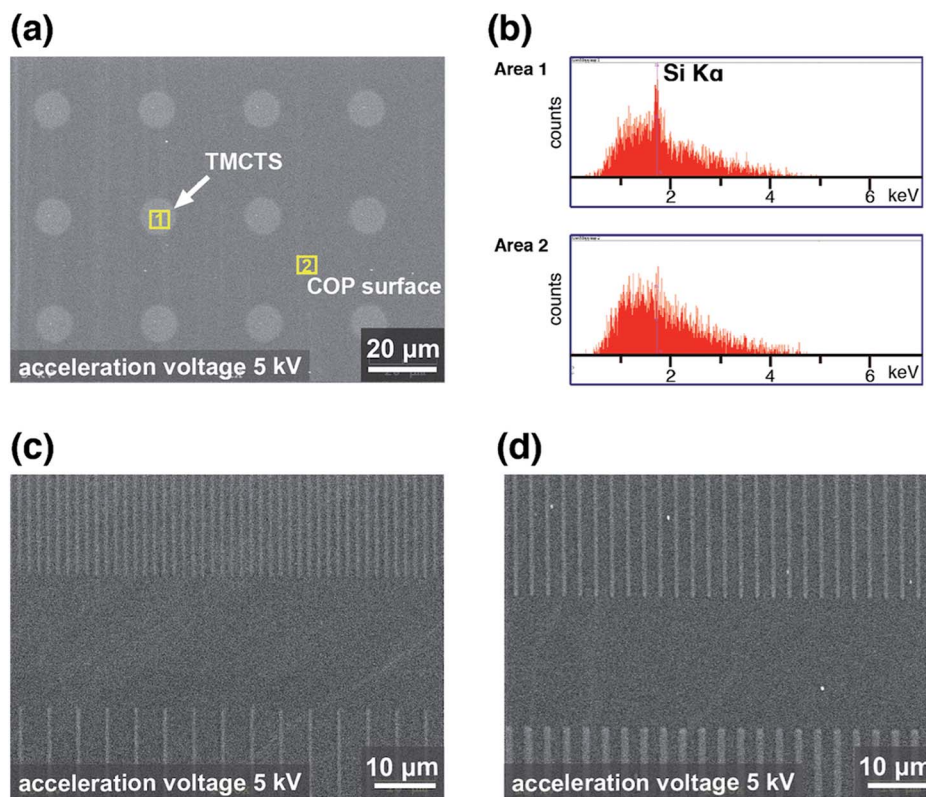 (a)
TMCTS
1
2
COP surface
20 µm
acceleration voltage 5 kV
(b)
Area 1
Si Kα
counts
2
4
6
keV
Area 2
counts
2
4
6
keV
(c)
10 µm
acceleration voltage 5 kV
(d)
10 µm
acceleration voltage 5 kV